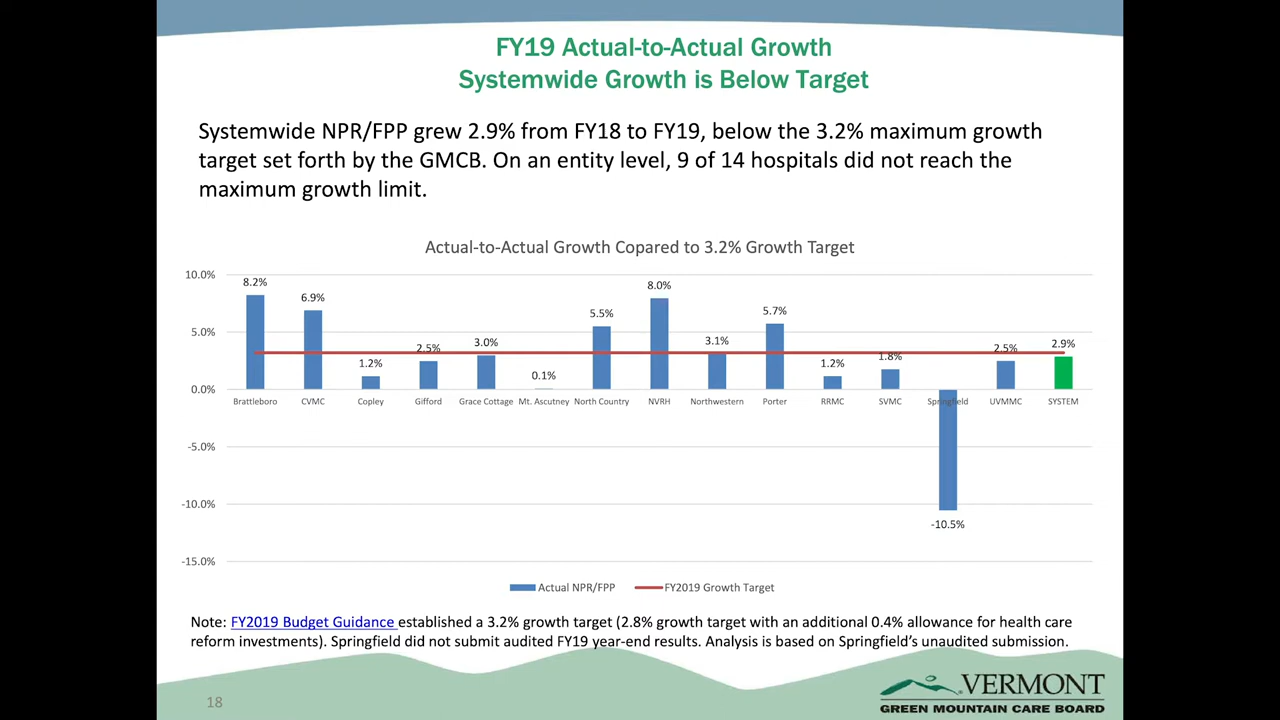 FY19 Actual-to-Actual Growth
Systemwide Growth is Below Target
Systemwide NPR/FPP grew 2.9% from FY18 to FY19, below the 3.2% maximum growth
target set forth by the GMCB. On an entity level, 9 of 14 hospitals did not reach the
maximum growth limit.
Actual-to-Actual Growth Copared to 3.2% Growth Target
10.0%
5.0%
0.0%
-5.0%
-10.0%
-15.0%
8.2%
6.9%
1.2%
2.5%
3.0%
0.1%
5.5%
8.0%
3.1%
5.7%
1.2%
1.8%
-10.5%
2.5%
2.9%
Brattleboro
CVMC
Copley
Gifford
Grace Cottage
Mt. Ascutney
North Country
NVRH
Northwestern
Porter
RRMC
SVMC
Springfield
UVMMC
SYSTEM
Actual NPR/FPP
FY2019 Growth Target
Note: FY2019 Budget Guidance established a 3.2% growth target (2.8% growth target with an additional 0.4% allowance for health care
reform investments). Springfield did not submit audited FY19 year-end results. Analysis is based on Springfield’s unaudited submission.
18
VERMONT
GREEN MOUNTAIN CARE BOARD